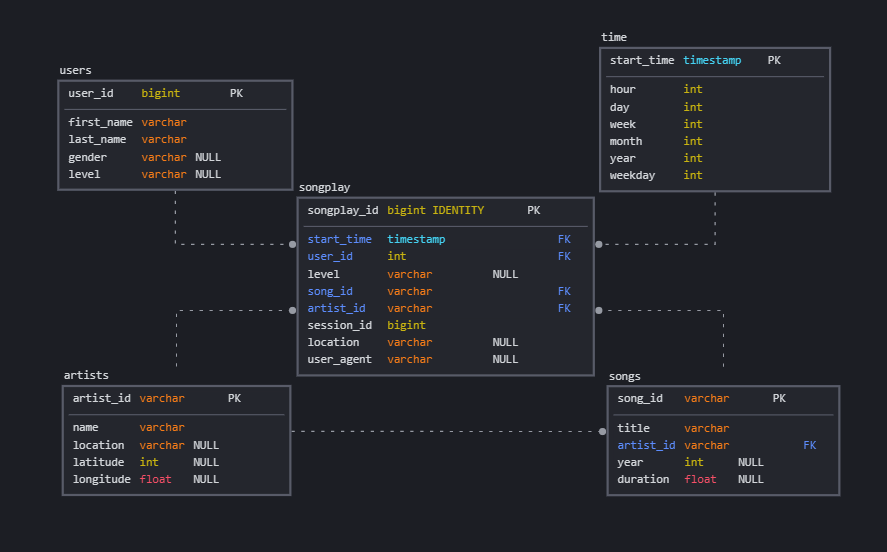 users
user_id bigint PK
first_name varchar
last_name varchar
gender varchar NULL
level varchar NULL
time
start_time timestamp PK
hour int
day int
week int
month int
year int
weekday int
songplay
songplay_id bigint IDENTITY PK
start_time timestamp FK
user_id int FK
level varchar NULL
song_id varchar FK
artist_id varchar FK
session_id bigint
location varchar NULL
user_agent varchar NULL
artists
artist_id varchar PK
name varchar
location varchar NULL
latitude int NULL
longitude float NULL
songs
song_id varchar PK
title varchar
artist_id varchar FK
year int NULL
duration float NULL